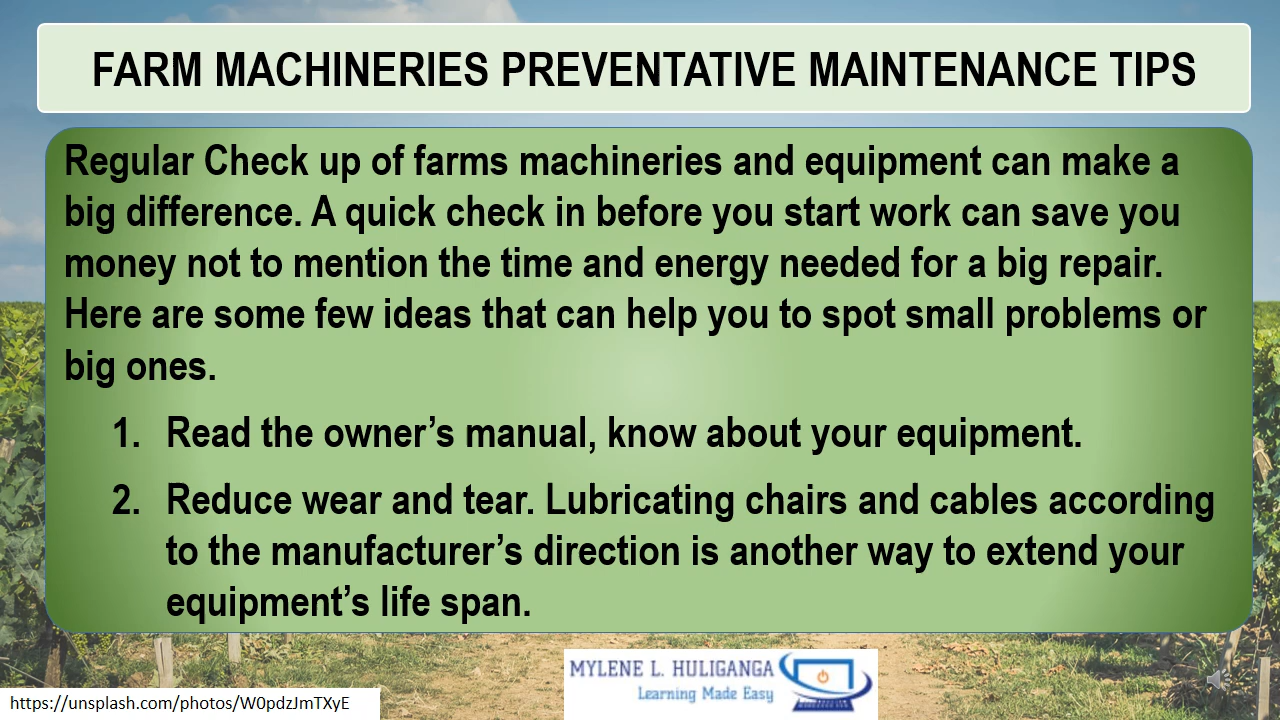 FARM MACHINERIES PREVENTATIVE MAINTENANCE TIPS
Regular Check up of farms machineries and equipment can make a
big difference. A quick check in before you start work can save you
money not to mention the time and energy needed for a big repair.
Here are some few ideas that can help you to spot small problems or
big ones.
1. Read the owner’s manual, know about your equipment.
2. Reduce wear and tear. Lubricating chairs and cables according
to the manufacturer’s direction is another way to extend your
equipment’s life span.
MYLENE L. HULIGANGA
Learning Made Easy
https://unsplash.com/photos/W0pdzJmTXyE